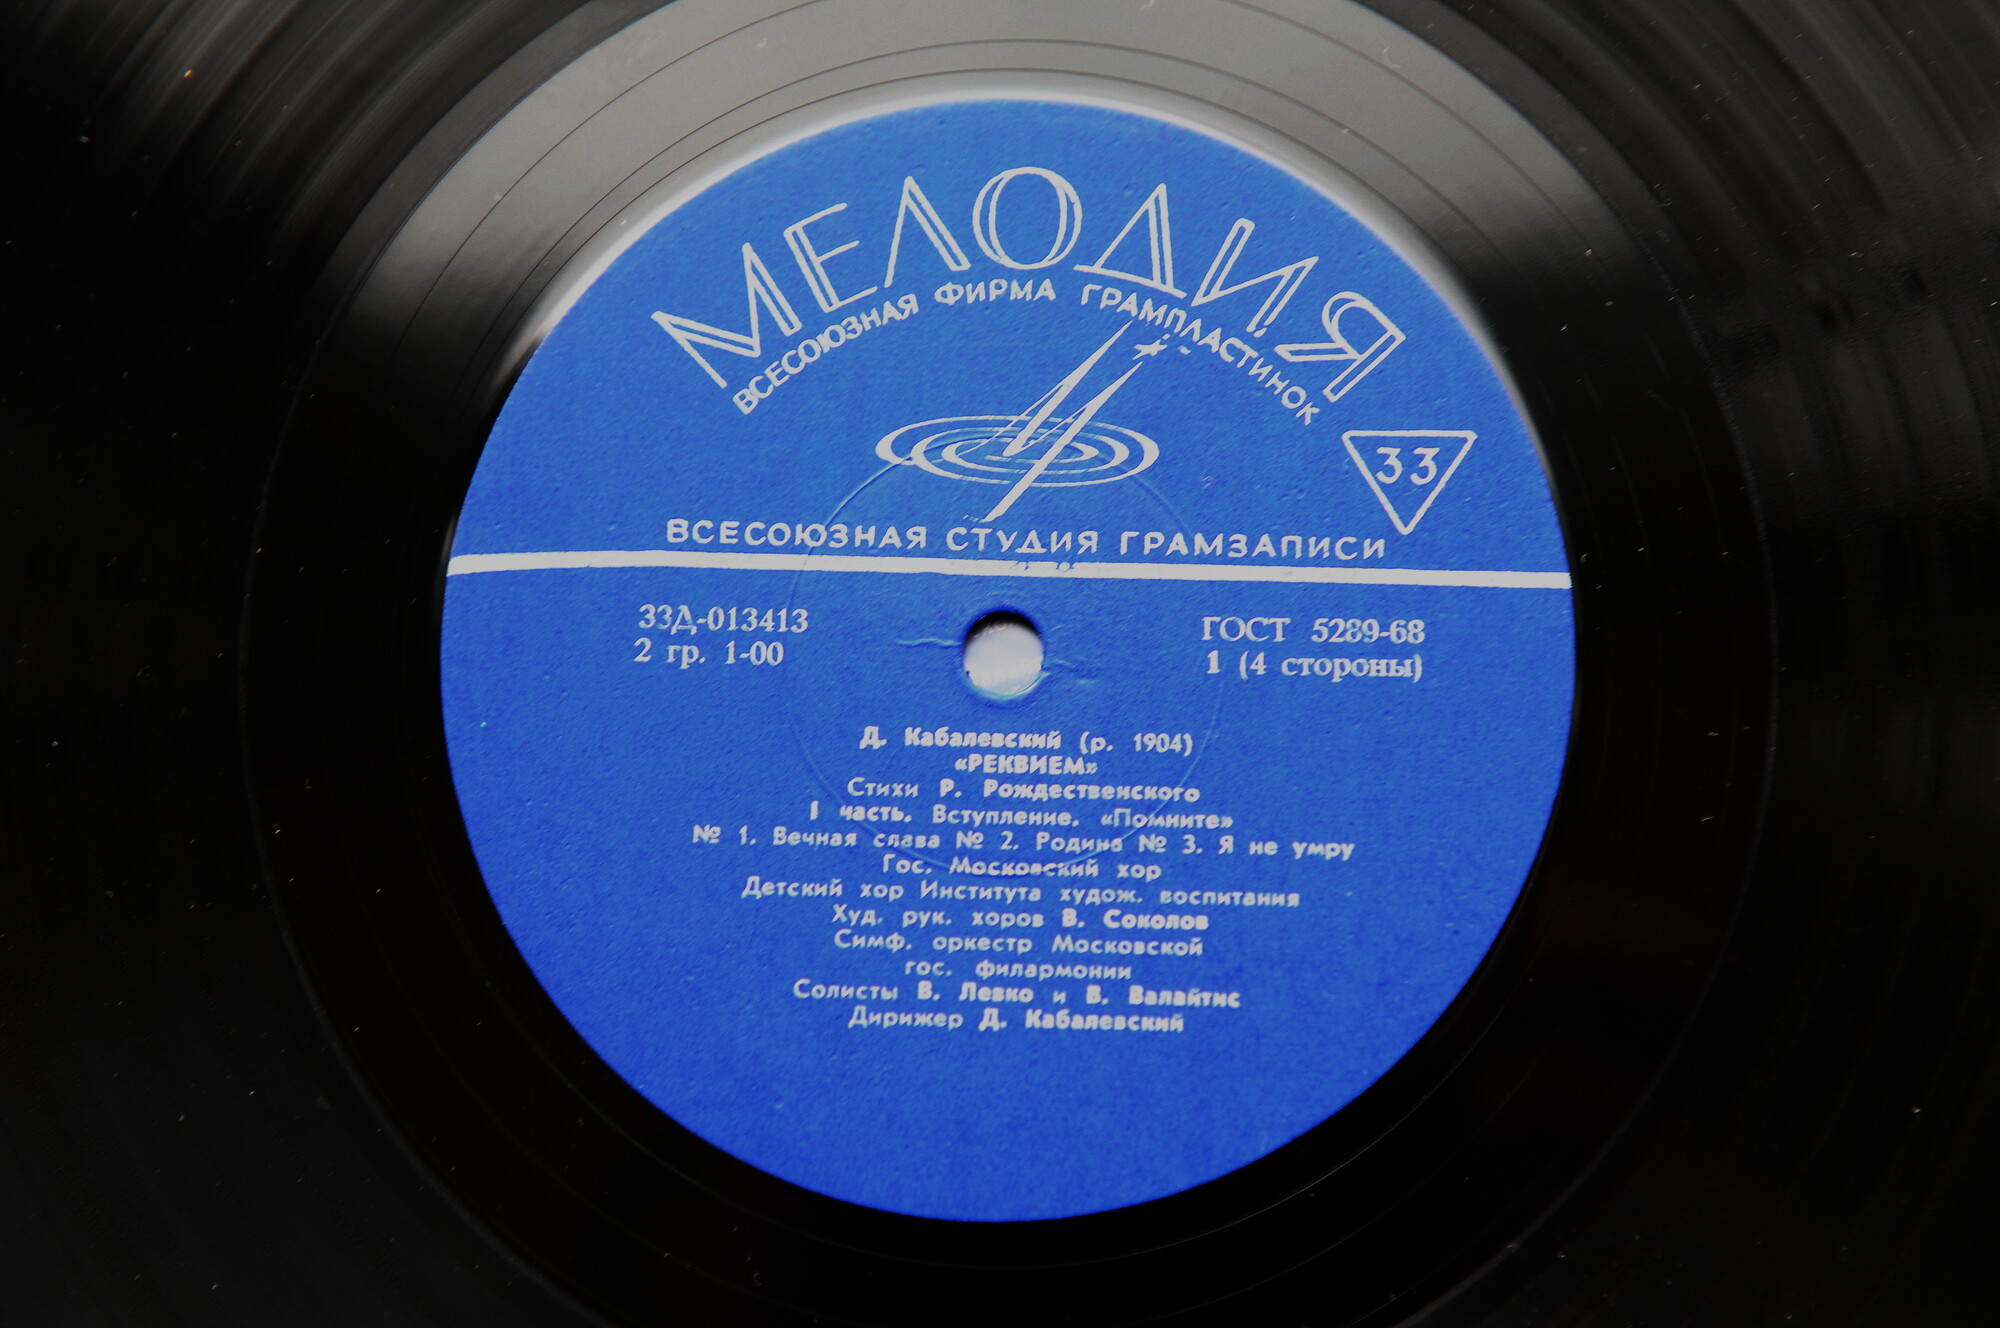 МЕЛОДИЯ
ВСЕСОЮЗНАЯ ФИРМА ГРАМПЛАСТИНОК
33
ВСЕСОЮЗНАЯ СТУДИЯ ГРАМЗАПИСИ
33Д-013413
2 гр. 1-00
ГОСТ 5289-68
1 (4 стороны)
Д. Кабалевский (р. 1904)
«РЕКВИЕМ»
Стихи Р. Рождественского
I часть. Вступление. «Помните»
№ 1. Вечная слава № 2. Родина № 3. Я не умру
Гос. Московский хор
Детский хор Института худож. воспитания
Худ. рук. хоров В. Соколов
Симф. оркестр Московской
гос. филармонии
Солисты В. Левко и В. Валайтис
Дирижер Д. Кабалевский